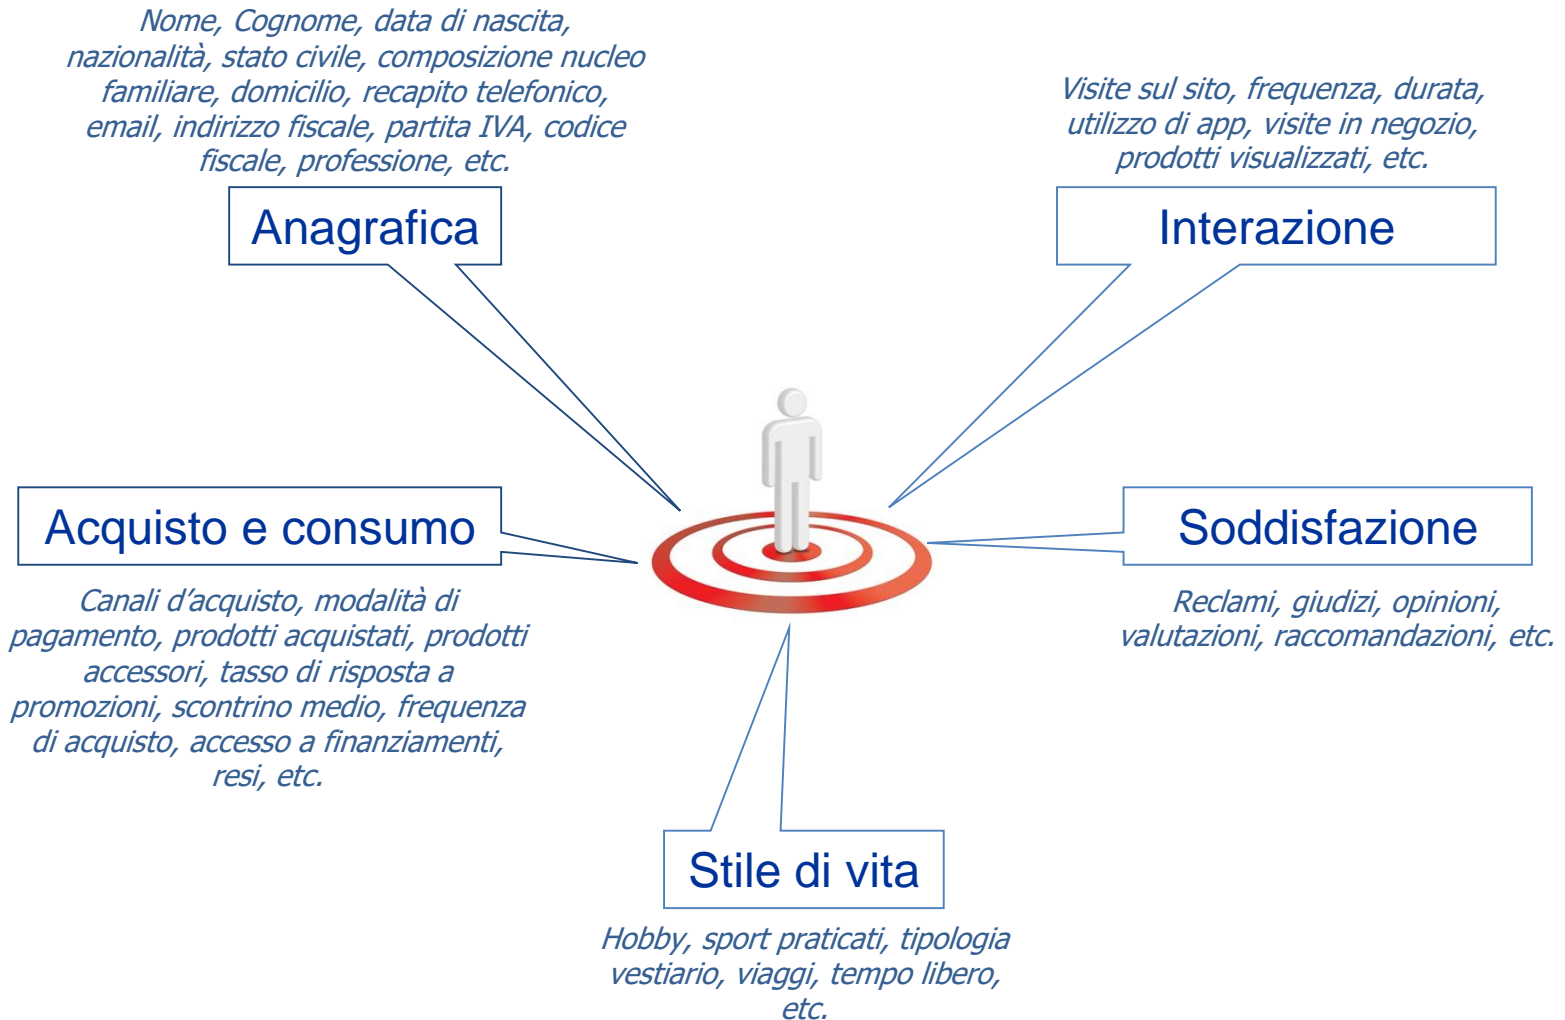 Nome, Cognome, data di nascita,
nazionalità, stato civile, composizione nucleo
familiare, domicilio, recapito telefonico,
email, indirizzo fiscale, partita IVA, codice
fiscale, professione, etc.
Anagrafica
Visite sul sito, frequenza, durata,
utilizzo di app, visite in negozio,
prodotti visualizzati, etc.
Interazione
Acquisto e consumo
Canali d’acquisto, modalità di
pagamento, prodotti acquistati, prodotti
accessori, tasso di risposta a
promozioni, scontrino medio, frequenza
di acquisto, accesso a finanziamenti,
resi, etc.
Soddisfazione
Reclami, giudizi, opinioni,
valutazioni, raccomandazioni, etc.
Stile di vita
Hobby, sport praticati, tipologia
vestiario, viaggi, tempo libero,
etc.